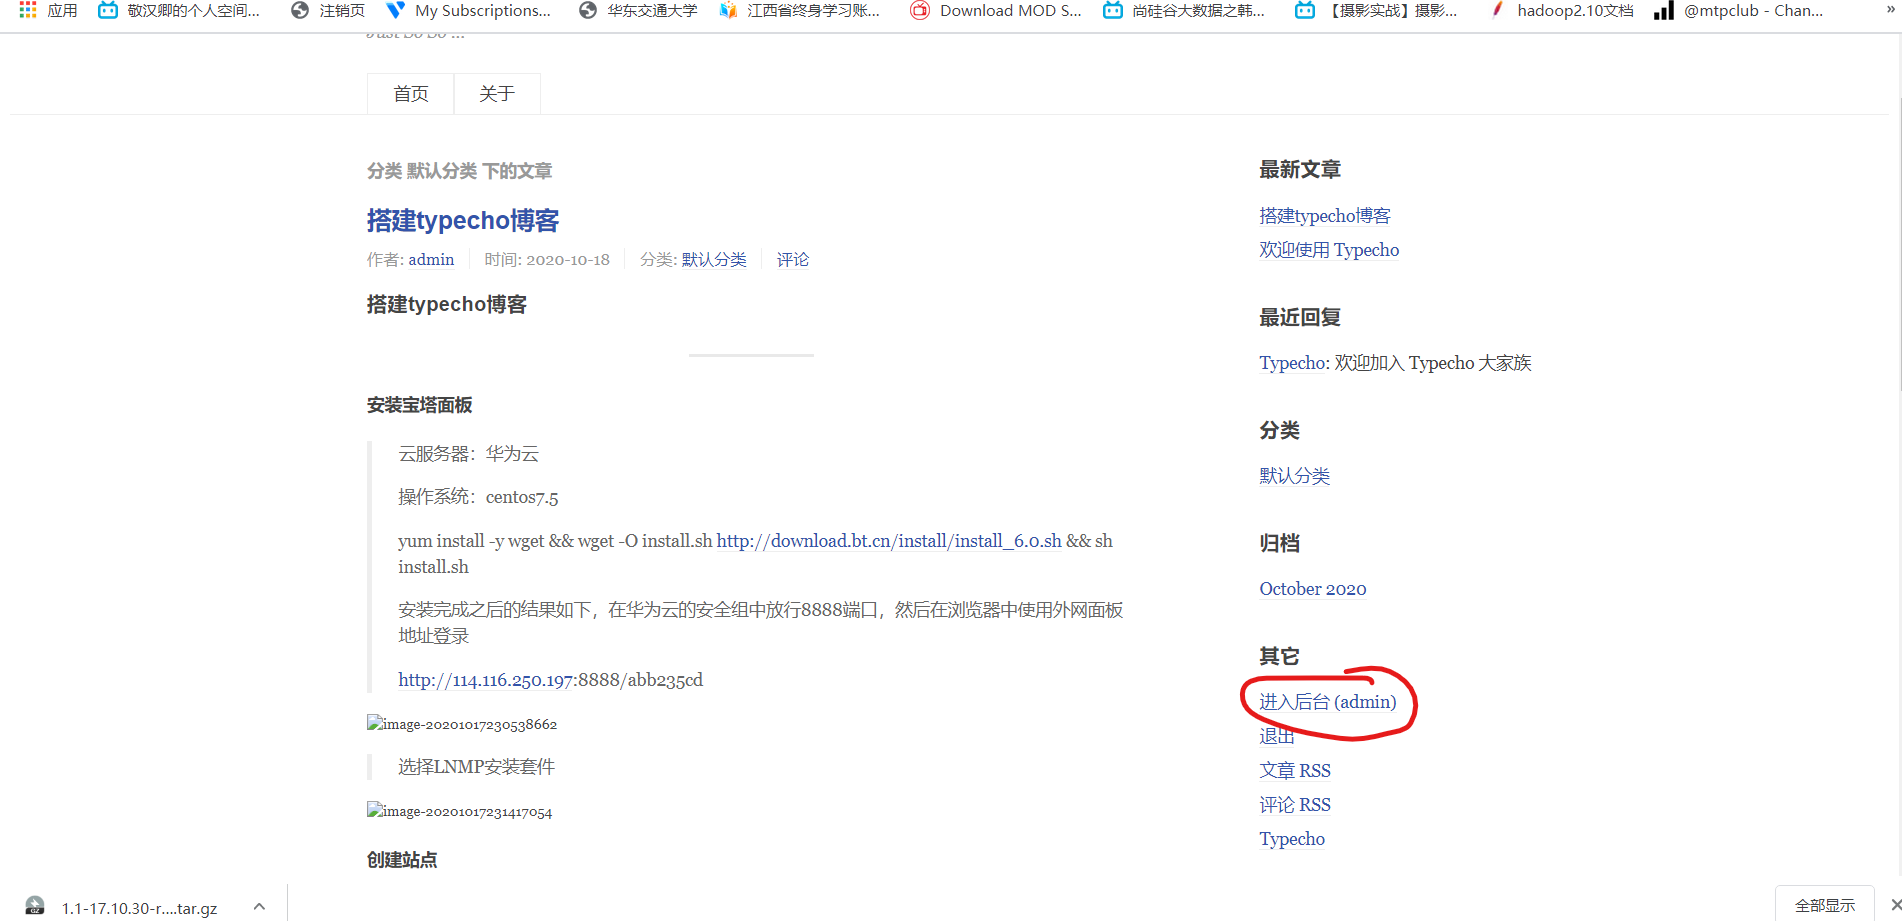 应用 敬汉卿的个人空间... 注销页 My Subscriptions... 华东交通大学 江西省终身学习账... Download MOD S... 尚硅谷大数据之韩... 【摄影实战】摄影... hadoop2.10文档 @mtpclub - Chan... »
Just So So ...
首页 关于
分类 默认分类 下的文章
搭建typecho博客
作者: admin 时间: 2020-10-18 分类: 默认分类 评论
搭建typecho博客
安装宝塔面板
云服务器：华为云
操作系统：centos7.5
yum install -y wget && wget -O install.sh http://download.bt.cn/install/install_6.0.sh && sh
install.sh
安装完成之后的结果如下，在华为云的安全组中放行8888端口，然后在浏览器中使用外网面板
地址登录
http://114.116.250.197:8888/abb235cd
image-20201017230538662
选择LNMP安装套件
image-20201017231417054
创建站点
最新文章
搭建typecho博客
欢迎使用 Typecho
最近回复
Typecho: 欢迎加入 Typecho 大家族
分类
默认分类
归档
October 2020
其它
进入后台 (admin)
退出
文章 RSS
评论 RSS
Typecho
GZ 1.1-17.10.30-r....tar.gz
全部显示